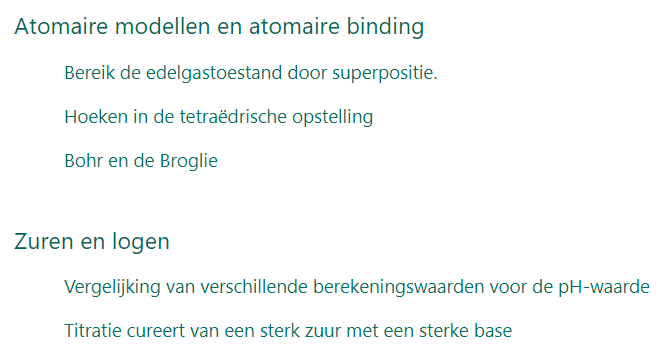 Atomaire modellen en atomaire binding
Bereik de edelgastoestand door superpositie.
Hoeken in de tetraëdrische opstelling
Bohr en de Broglie
Zuren en logen
Vergelijking van verschillende berekeningswaarden voor de pH-waarde
Titratie cureert van een sterk zuur met een sterke base